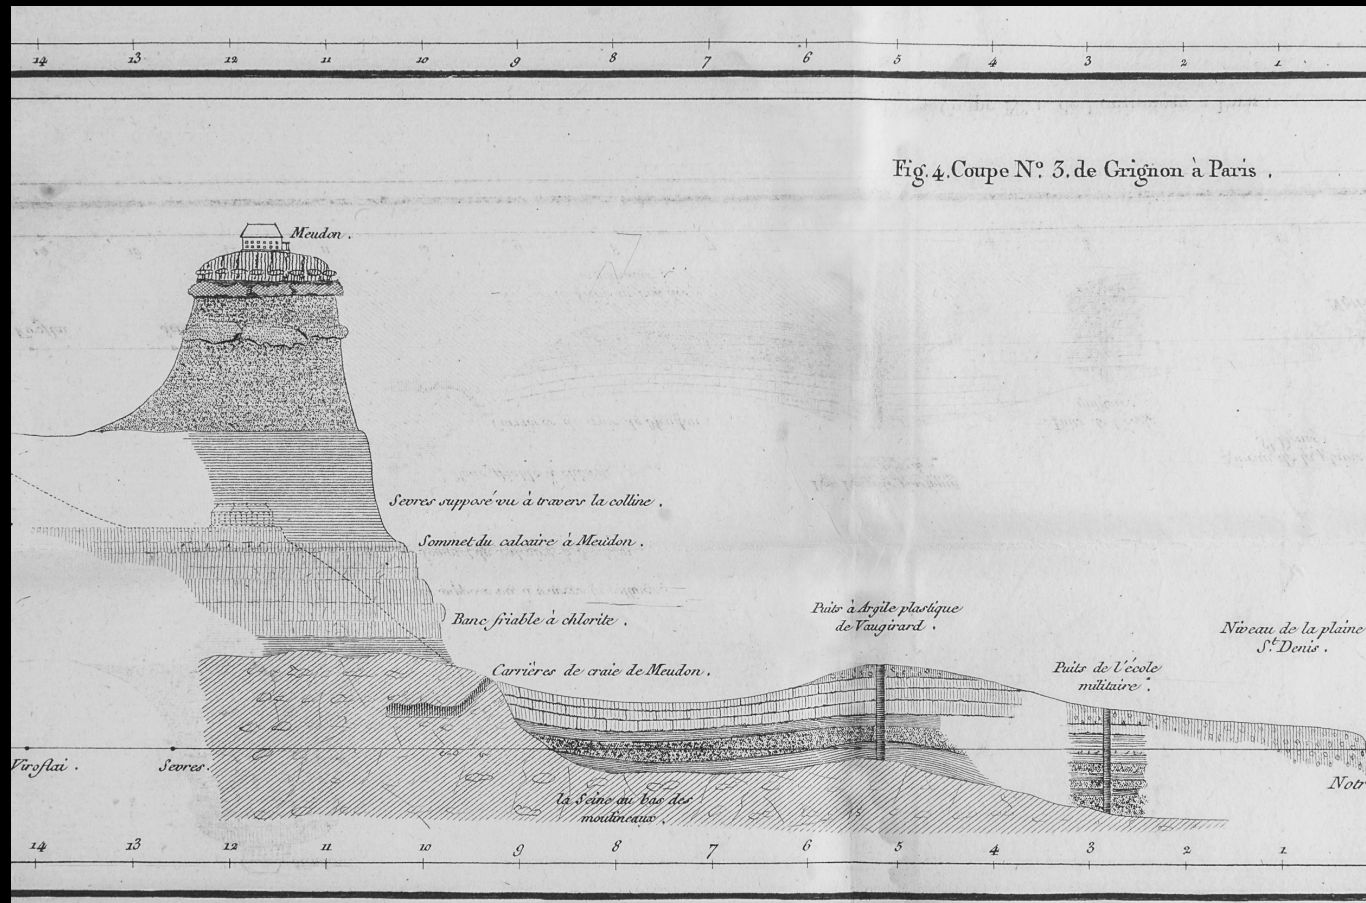 14 13 12 11 10 9 8 7 6 5 4 3 2 1
Fig. 4. Coupe N.º 3. de Grignon à Paris .
Meudon .
Sevres supposé vu à travers la colline .
Sommet du calcaire à Meudon .
Banc friable à chlorite .
Puits à Argile plastique
de Vaugirard .
Niveau de la plaine
S.t Denis .
Carrières de craie de Meudon .
Puits de l'école
militaire .
Viroflai .
Sevres .
Notr
la Seine au bas des
moulineaux .
14 13 12 11 10 9 8 7 6 5 4 3 2 1